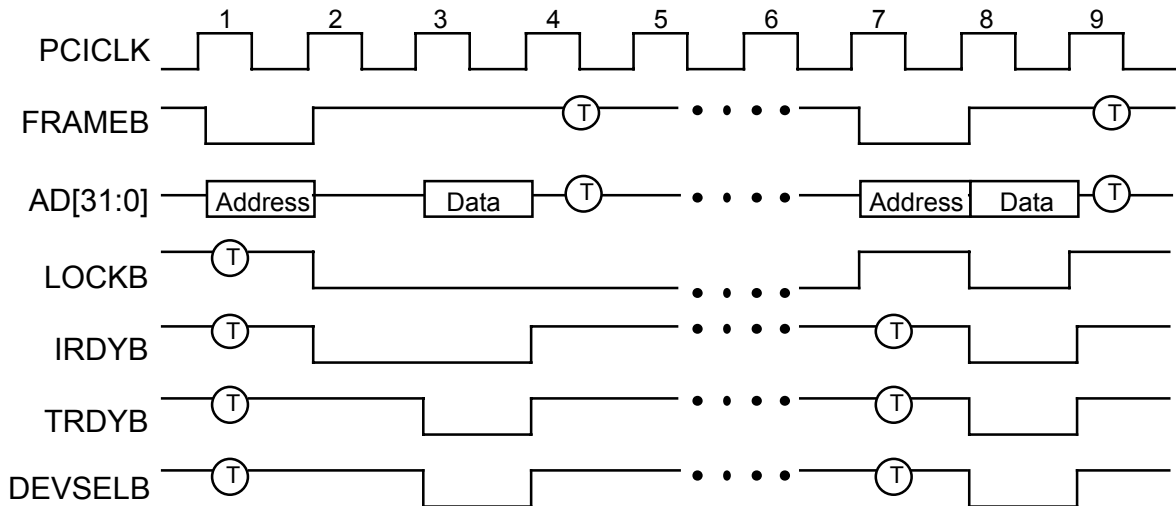 1 2 3 4 5 6 7 8 9
PCICLK
FRAMEB T T
AD[31:0] Address Data T Address Data T
LOCKB T
IRDYB T T
TRDYB T T
DEVSELB T T